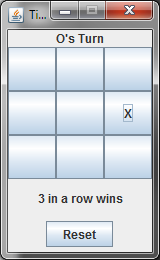 Ti...
O's Turn
X
3 in a row wins
Reset